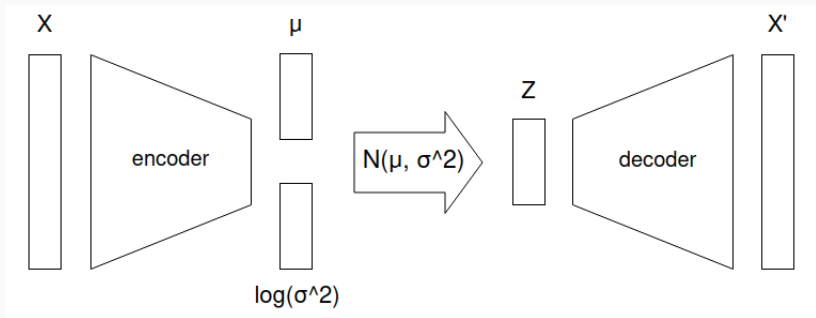 X
μ
X'
Z
encoder
N(μ, σ^2)
decoder
log(σ^2)